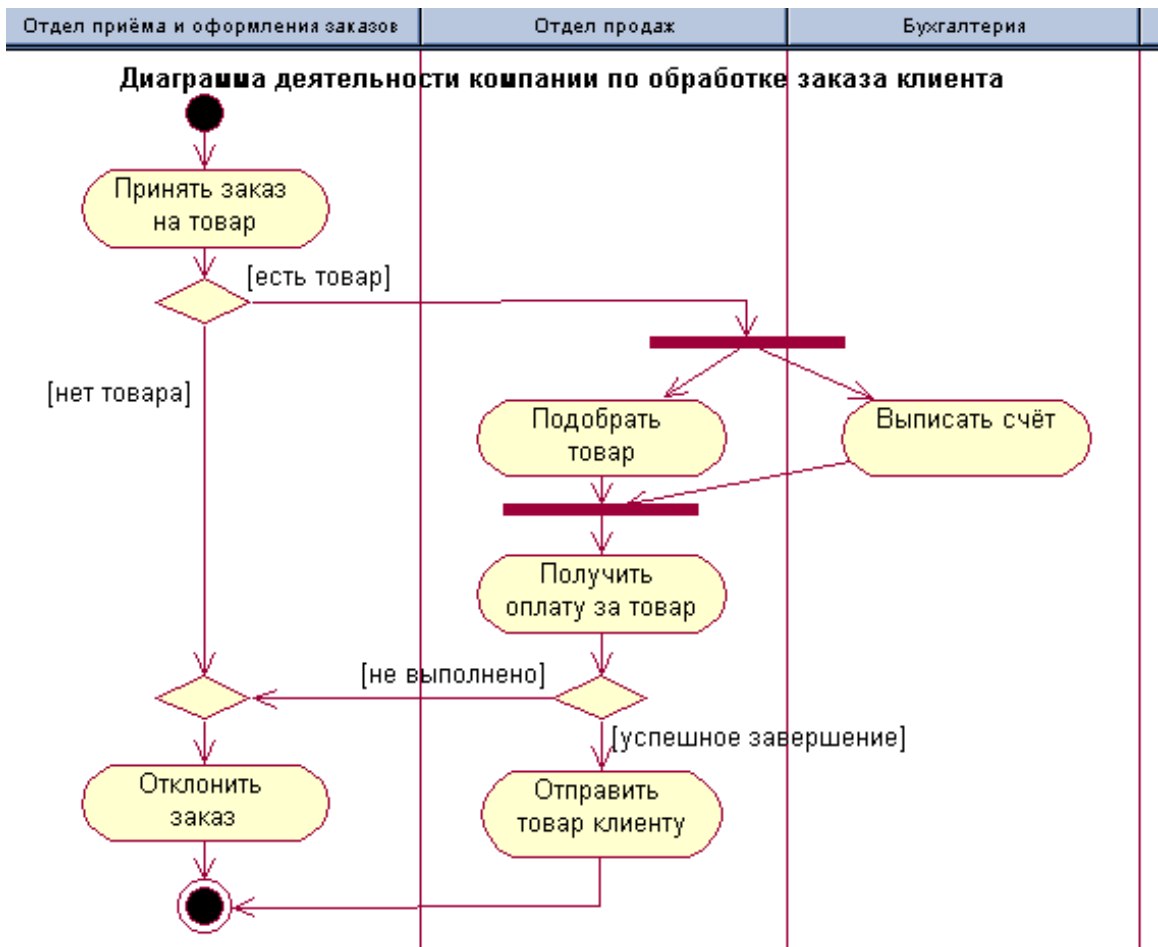 Отдел приёма и оформления заказов
Отдел продаж
Бухгалтерия
Диаграмма деятельности компании по обработке заказа клиента
Принять заказ
на товар
[есть товар]
[нет товара]
Подобрать
товар
Выписать счёт
Получить
оплату за товар
[не выполнено]
[успешное завершение]
Отклонить
заказ
Отправить
товар клиенту